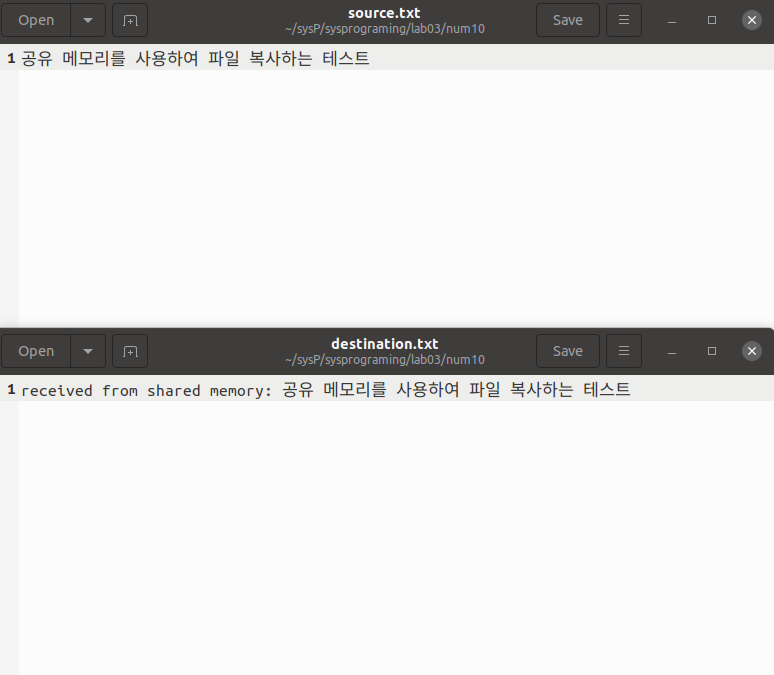 Open
source.txt
~/sysP/sysprograming/lab03/num10
Save
1 공유 메모리를 사용하여 파일 복사하는 테스트
Open
destination.txt
~/sysP/sysprograming/lab03/num10
Save
1 received from shared memory: 공유 메모리를 사용하여 파일 복사하는 테스트